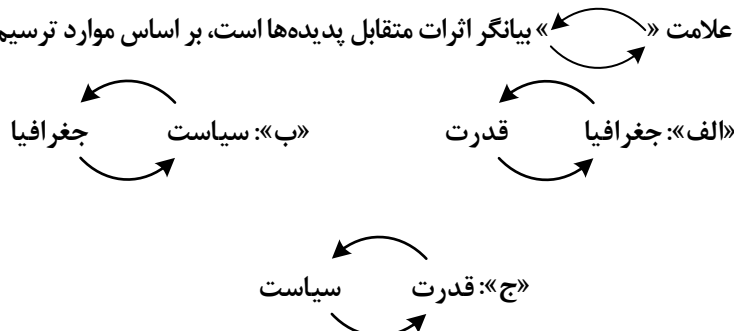 علامت « » بیانگر اثرات متقابل پدیده‌ها است، بر اساس موارد ترسیم
«الف»: جغرافیا قدرت
«ب»: سیاست جغرافیا
«ج»: قدرت سیاست